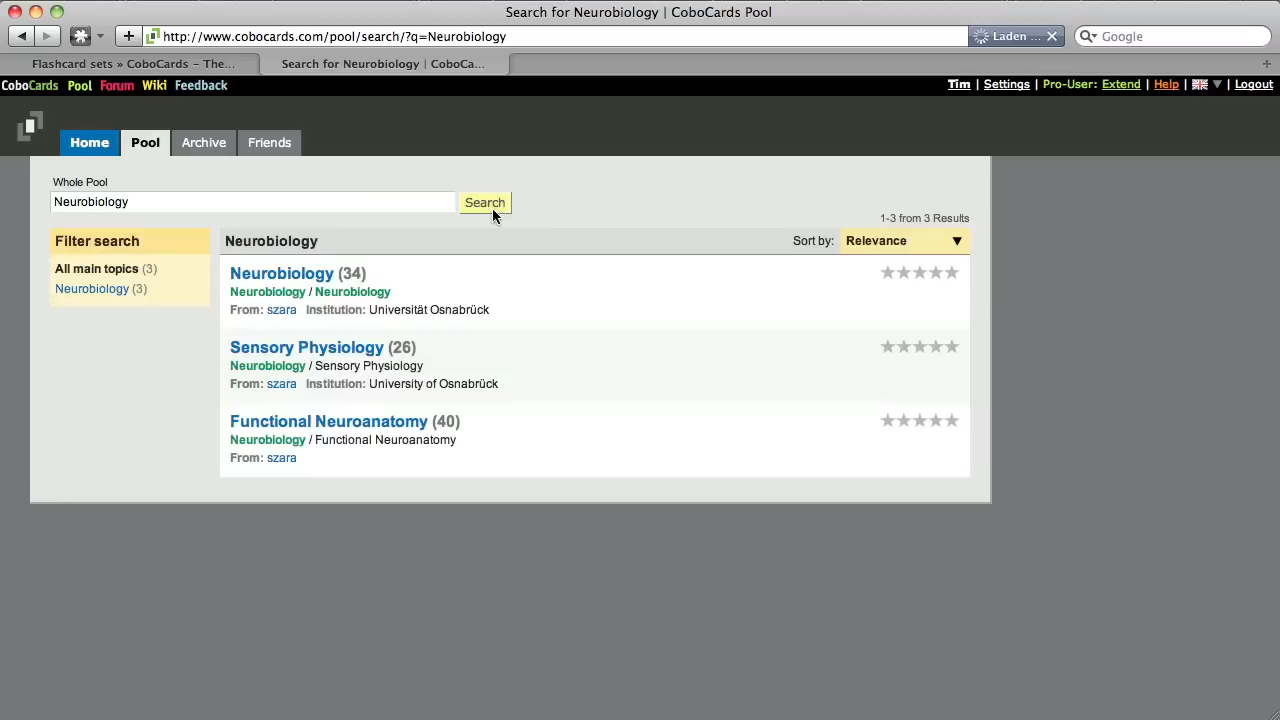 Search for Neurobiology | CoboCards Pool
http://www.cobocards.com/pool/search/?q=Neurobiology
Laden ...
Google
Flashcard sets » CoboCards – The...
Search for Neurobiology | CoboCa...
CoboCards Pool Forum Wiki Feedback
Tim | Settings | Pro-User: Extend | Help | Logout
Home
Pool
Archive
Friends
Whole Pool
Neurobiology
Search
1-3 from 3 Results
Filter search
All main topics (3)
Neurobiology (3)
Neurobiology
Sort by: Relevance
Neurobiology (34)
Neurobiology / Neurobiology
From: szara Institution: Universität Osnabrück
Sensory Physiology (26)
Neurobiology / Sensory Physiology
From: szara Institution: University of Osnabrück
Functional Neuroanatomy (40)
Neurobiology / Functional Neuroanatomy
From: szara